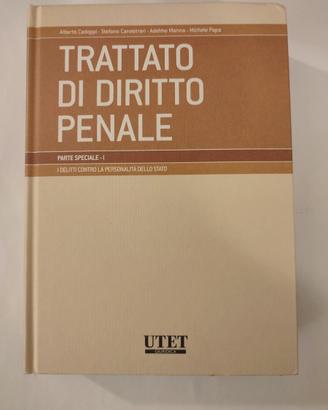 Alberto Cadoppi · Stefano Canestrari · Adelmo Manna · Michele Papa
TRATTATO
DI DIRITTO
PENALE
PARTE SPECIALE - I
I DELITTI CONTRO LA PERSONALITÀ DELLO STATO
UTET
GIURIDICA